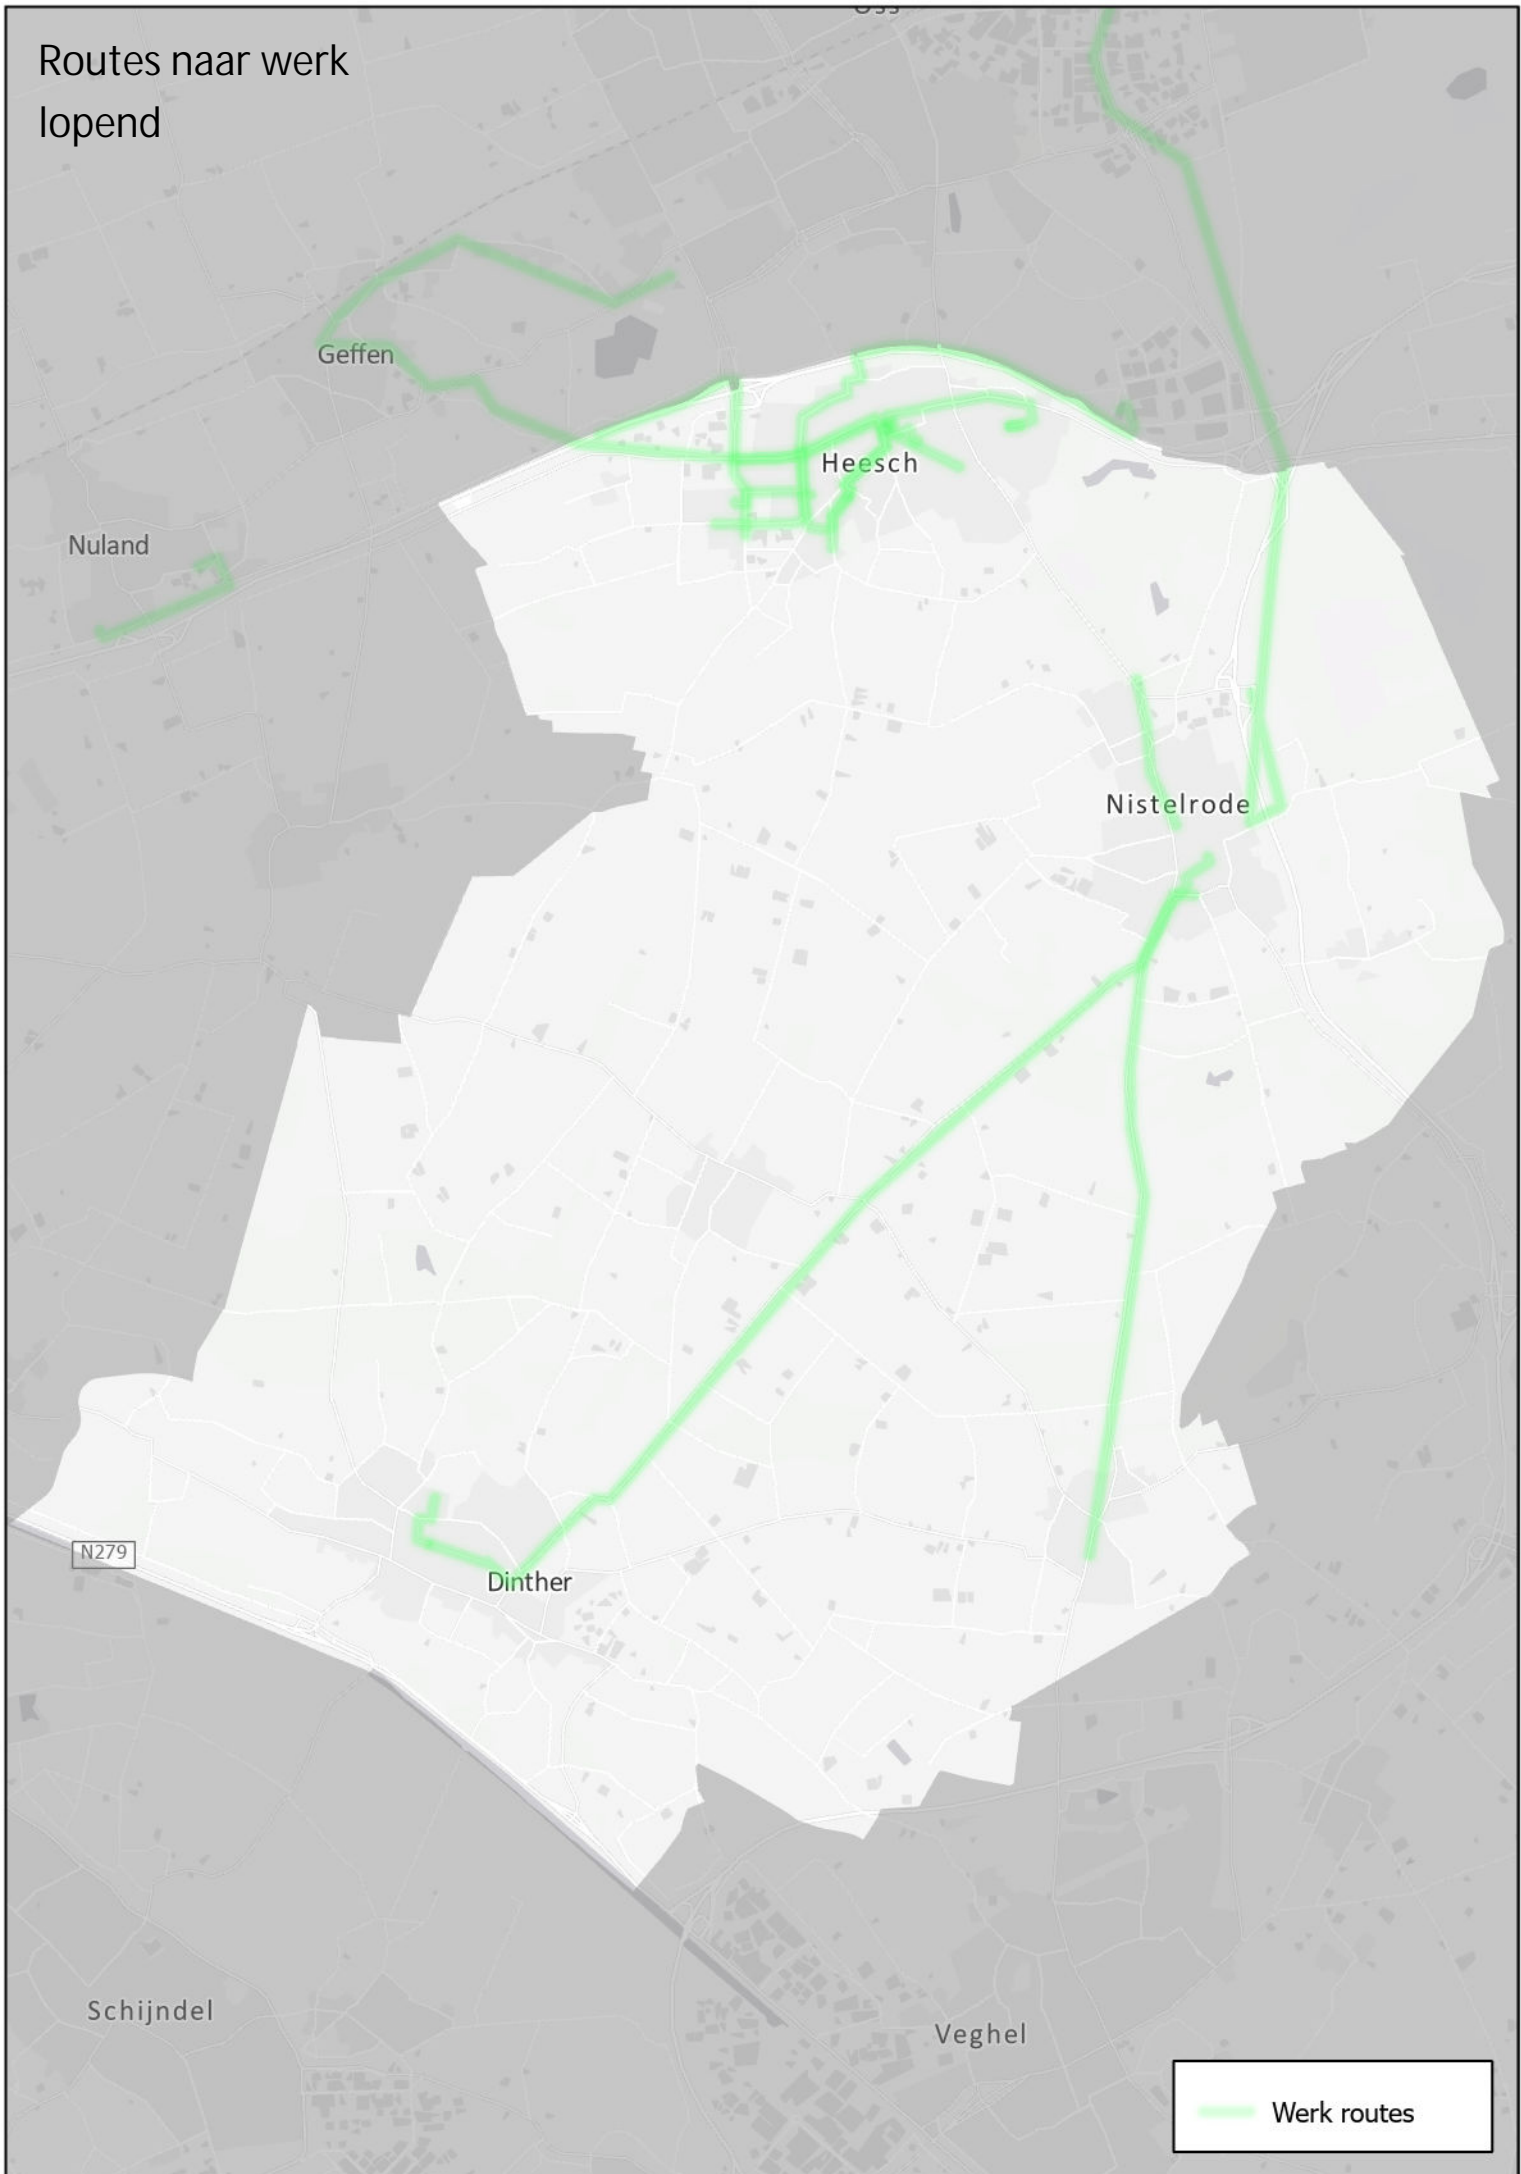 Routes naar werk
lopend
Geffen
Heesch
Nuland
Nistelrode
N279
Dinther
Schijndel
Veghel
Werk routes